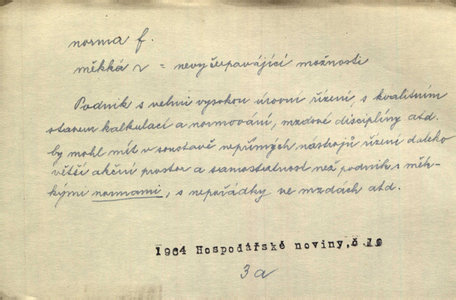 norma f.
měkká ~ = nevyčerpávající možnosti
Podnik s velmi vysokou úrovní řízení, s kvalitním
stavem kalkulací a normování, mzdové disciplíny atd.
by mohl mít v soustavě nepřímých nástrojů řízení daleko
větší akční prostor a samostatnost než podnik s měk-
kými normami, s nepořádky ve mzdách atd.
1964 Hospodářské noviny, č.
3a